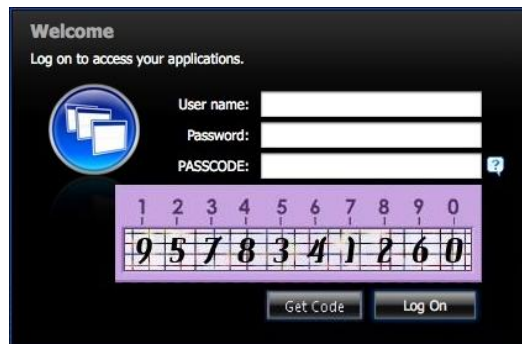 Welcome
Log on to access your applications.
User name:
Password:
PASSCODE:
?
1 2 3 4 5 6 7 8 9 0
9 5 7 8 3 4 1 2 6 0
Get Code Log On